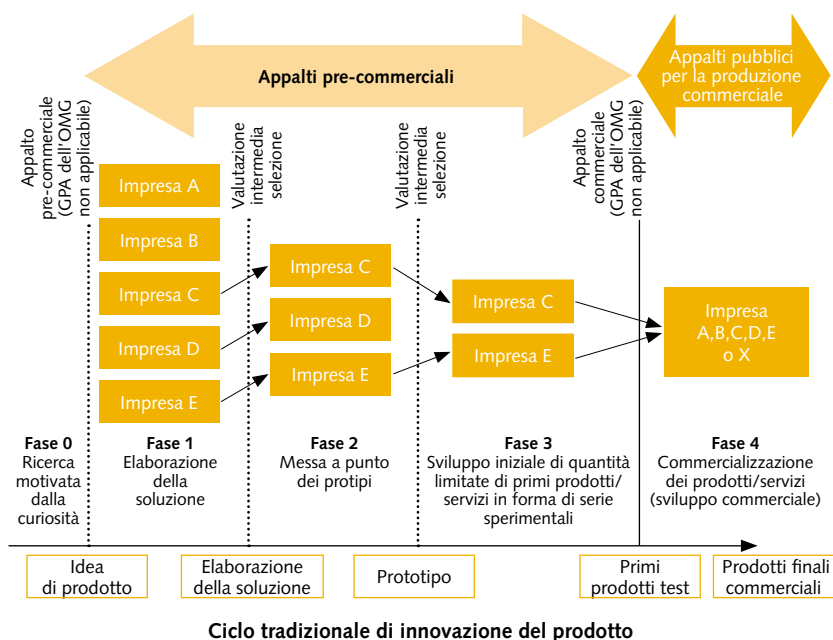 Appalti pre-commerciali
Appalti pubblici
per la produzione
commerciale
Appalto
pre-commerciale
(GPA dell'OMG
non applicabile)
Valutazione
intermedia
selezione
Valutazione
intermedia
selezione
Appalto
commerciale
(GPA dell'OMG
non applicabile)
Impresa A
Impresa B
Impresa C
Impresa D
Impresa E
Impresa C
Impresa D
Impresa E
Impresa C
Impresa E
Impresa
A,B,C,D,E
o X
Fase 0
Ricerca
motivata
dalla
curiosità
Fase 1
Elaborazione
della
soluzione
Fase 2
Messa a punto
dei protipi
Fase 3
Sviluppo iniziale di quantità
limitate di primi prodotti/
servizi in forma di serie
sperimentali
Fase 4
Commercializzazione
dei prodotti/servizi
(sviluppo commerciale)
Idea
di prodotto
Elaborazione
della soluzione
Prototipo
Primi
prodotti test
Prodotti finali
commerciali
Ciclo tradizionale di innovazione del prodotto